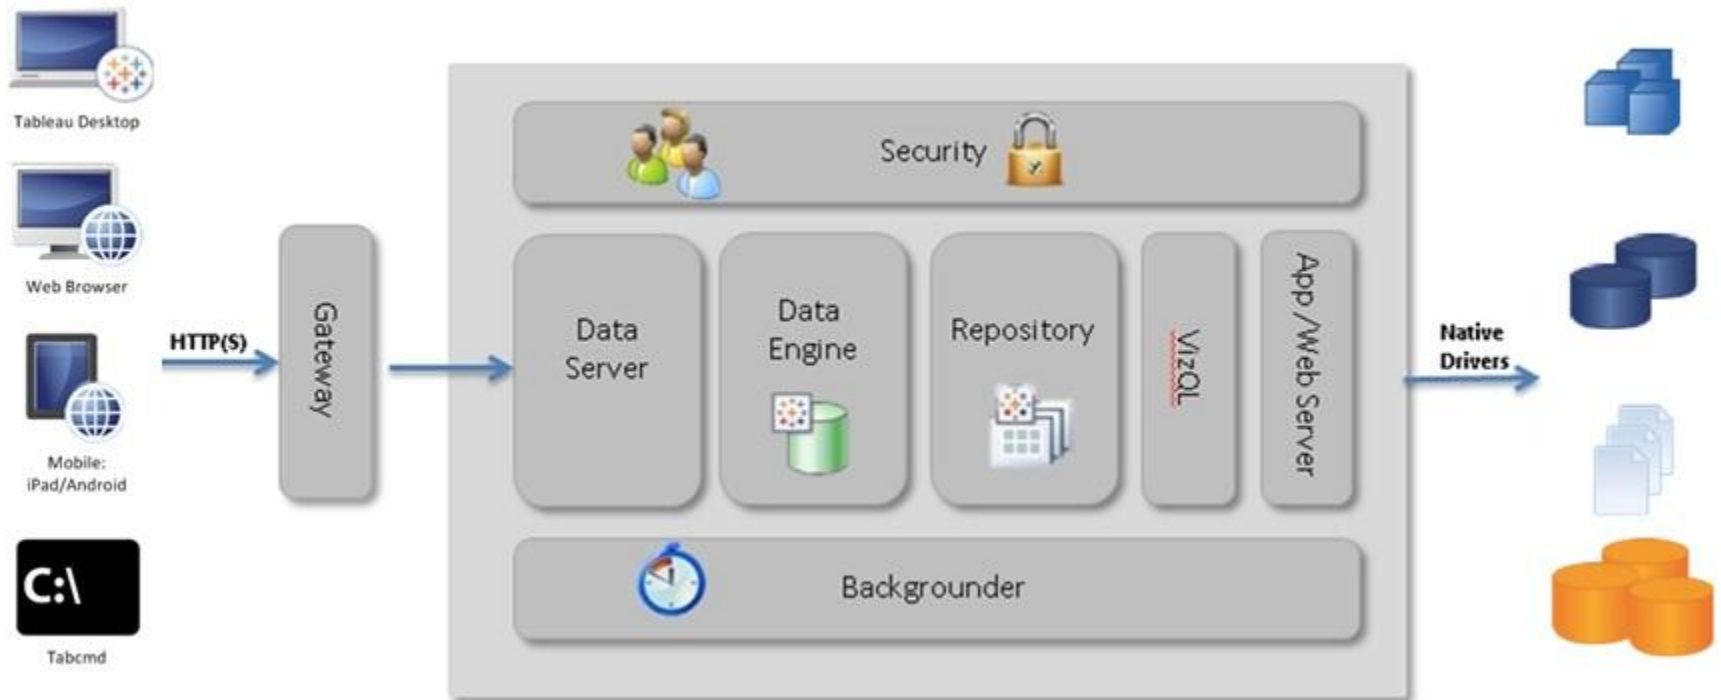 Tableau Desktop
Web Browser
Mobile:
iPad/Android
C:\
Tabcmd
HTTP(S)
Gateway
Security
Data
Server
Data
Engine
Repository
VizQL
App /Web Server
Backgrounder
Native
Drivers